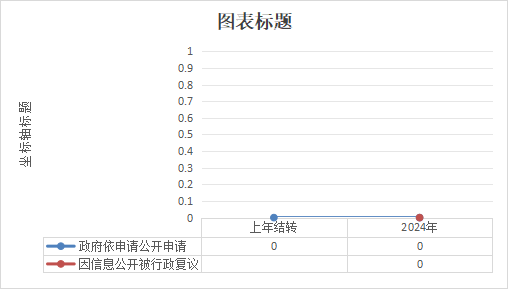 图表标题
坐标轴标题
1
0.9
0.8
0.7
0.6
0.5
0.4
0.3
0.2
0.1
0
上年结转 2024年
政府依申请公开申请 0 0
因信息公开被行政复议 0